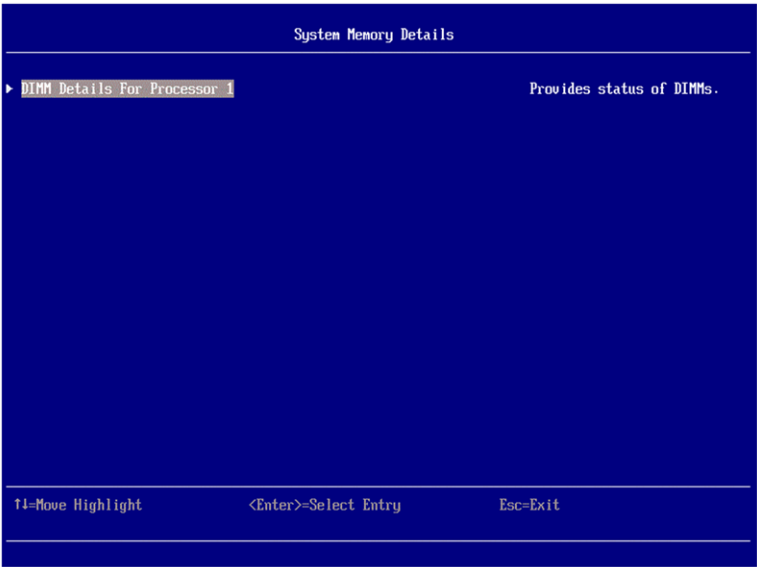 System Memory Details
▶ DIMM Details For Processor 1
Provides status of DIMMs.
↑↓=Move Highlight <Enter>=Select Entry Esc=Exit